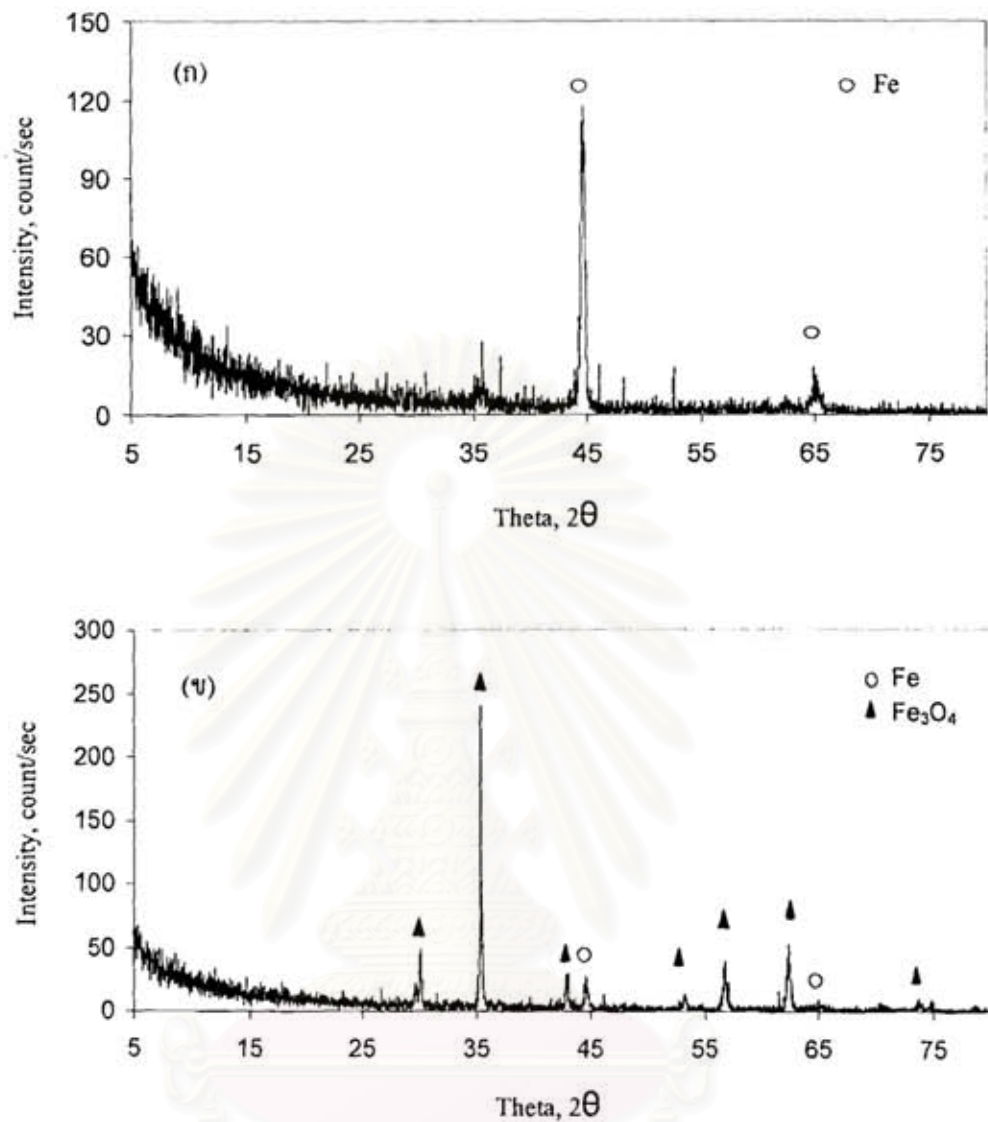 150
120
90
60
30
0
Intensity, count/sec
(ก)
Fe
5 15 25 35 45 55 65 75
Theta, 2θ
300
250
200
150
100
50
0
Intensity, count/sec
(ข)
Fe
Fe₃O₄
5 15 25 35 45 55 65 75
Theta, 2θ